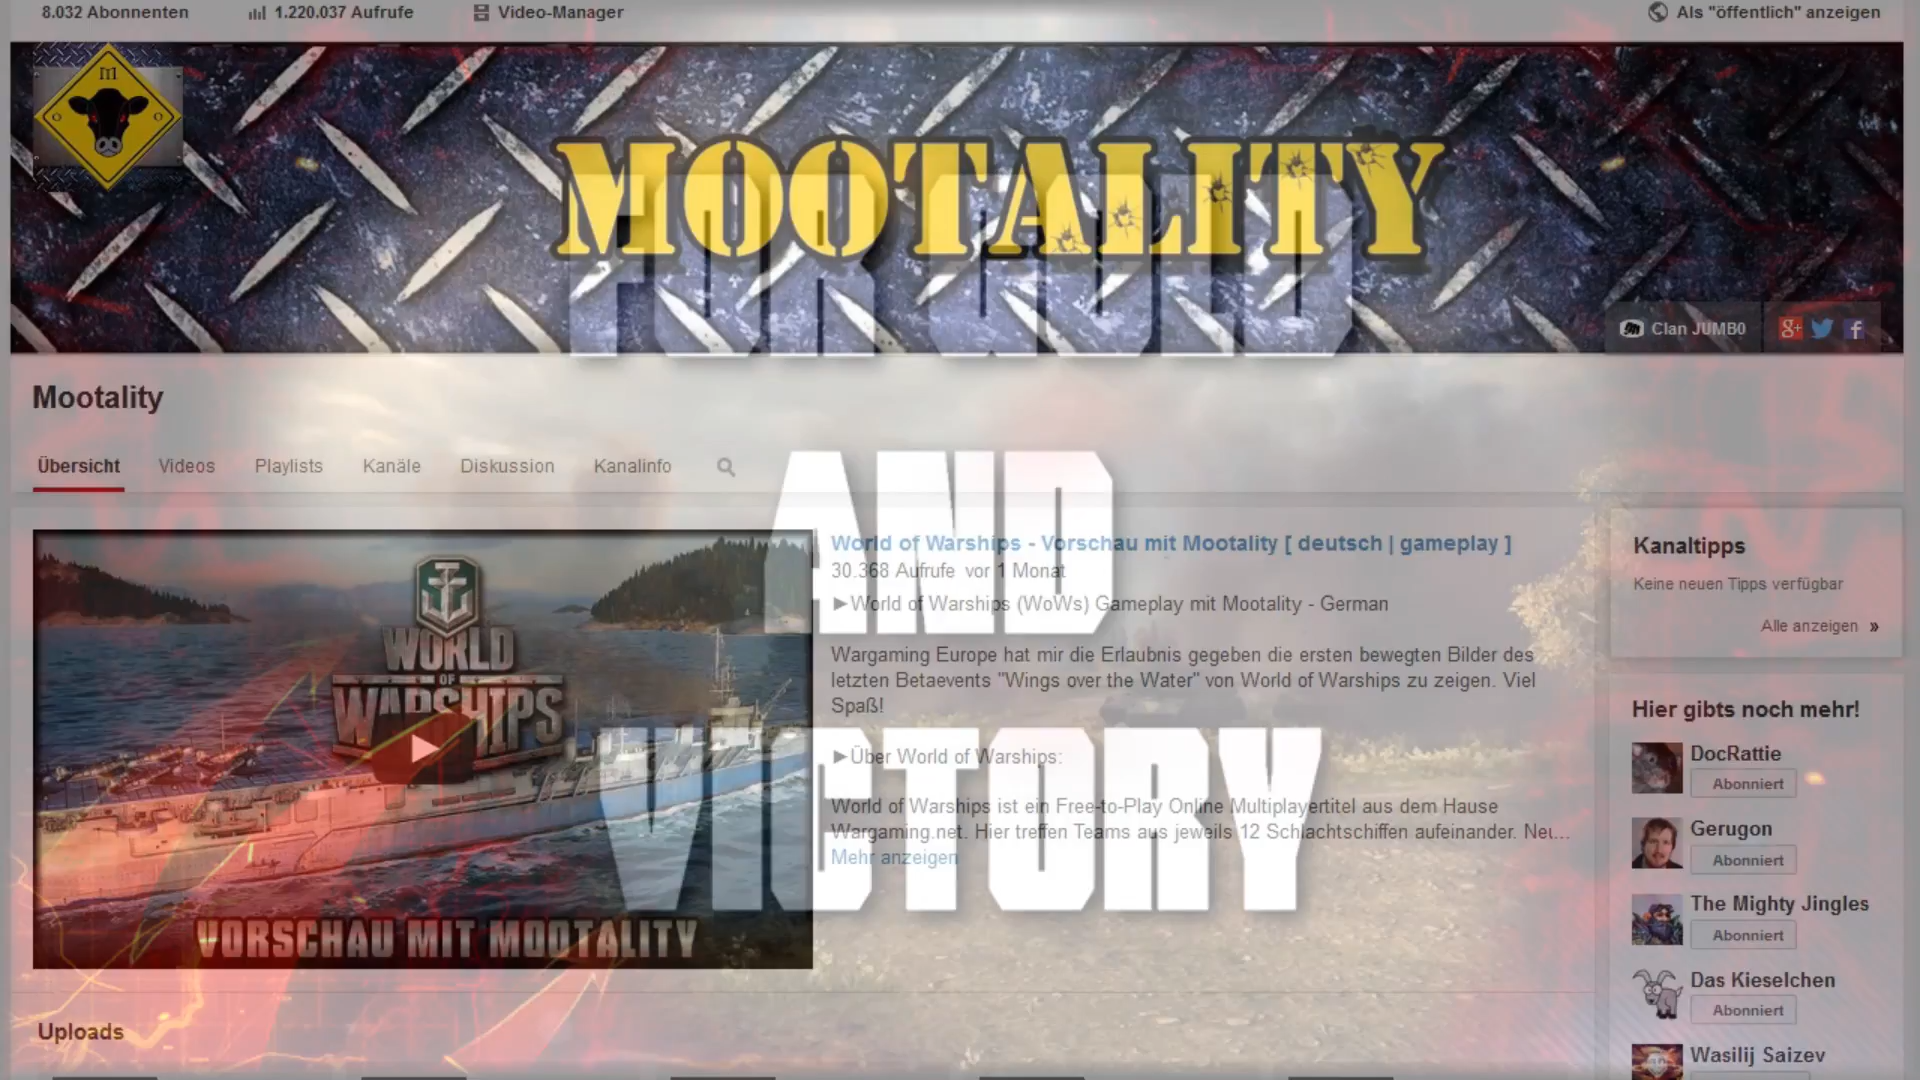 8.032 Abonnenten
1.220.037 Aufrufe
Video-Manager
Als "öffentlich" anzeigen
M
O O
MOOTALITY
FOR GOLD
Clan JUMB0
g+
f
Mootality
Übersicht
Videos
Playlists
Kanäle
Diskussion
Kanalinfo
AND
World of Warships - Vorschau mit Mootality [ deutsch | gameplay ]
30.368 Aufrufe vor 1 Monat
►World of Warships (WoWs) Gameplay mit Mootality - German
Wargaming Europe hat mir die Erlaubnis gegeben die ersten bewegten Bilder des
letzten Betaevents "Wings over the Water" von World of Warships zu zeigen. Viel
Spaß!
►Über World of Warships:
World of Warships ist ein Free-to-Play Online Multiplayertitel aus dem Hause
Wargaming.net. Hier treffen Teams aus jeweils 12 Schlachtschiffen aufeinander. Neu...
Mehr anzeigen
VICTORY
WORLD
OF
WARSHIPS
VORSCHAU MIT MOOTALITY
Uploads
Kanaltipps
Keine neuen Tipps verfügbar
Alle anzeigen »
Hier gibts noch mehr!
DocRattie
Abonniert
Gerugon
Abonniert
The Mighty Jingles
Abonniert
Das Kieselchen
Abonniert
Wasilij Saizev